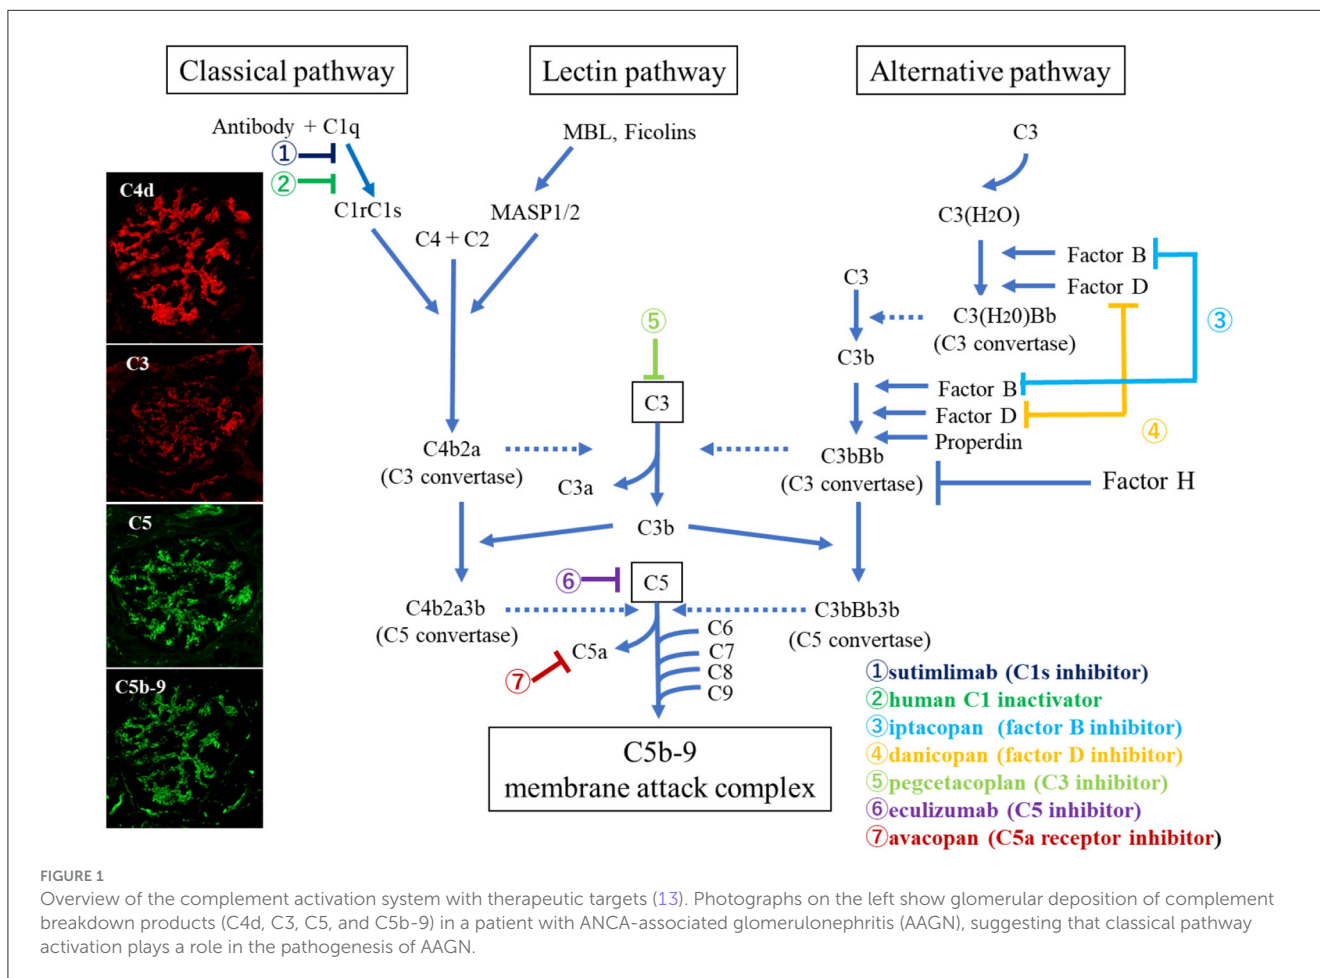 Classical pathway
Lectin pathway
Alternative pathway
Antibody + C1q
MBL, Ficolins
C3
①
②
C4d
C1rC1s
MASP1/2
C3(H2O)
C4 + C2
Factor B
Factor D
C3
C3(H20)Bb
(C3 convertase)
③
⑤
C3
C3b
C3
Factor B
Factor D
Properdin
④
C4b2a
(C3 convertase)
C3bBb
(C3 convertase)
C3a
Factor H
C5
C3b
⑥
C5
C4b2a3b
(C5 convertase)
C3bBb3b
(C5 convertase)
C5a
⑦
C6
C7
C8
C9
C5b-9
C5b-9
membrane attack complex
①sutimlimab (C1s inhibitor)
②human C1 inactivator
③iptacopan (factor B inhibitor)
④danicopan (factor D inhibitor)
⑤pegcetacoplan (C3 inhibitor)
⑥eculizumab (C5 inhibitor)
⑦avacopan (C5a receptor inhibitor)
FIGURE 1
Overview of the complement activation system with therapeutic targets (13). Photographs on the left show glomerular deposition of complement
breakdown products (C4d, C3, C5, and C5b-9) in a patient with ANCA-associated glomerulonephritis (AAGN), suggesting that classical pathway
activation plays a role in the pathogenesis of AAGN.